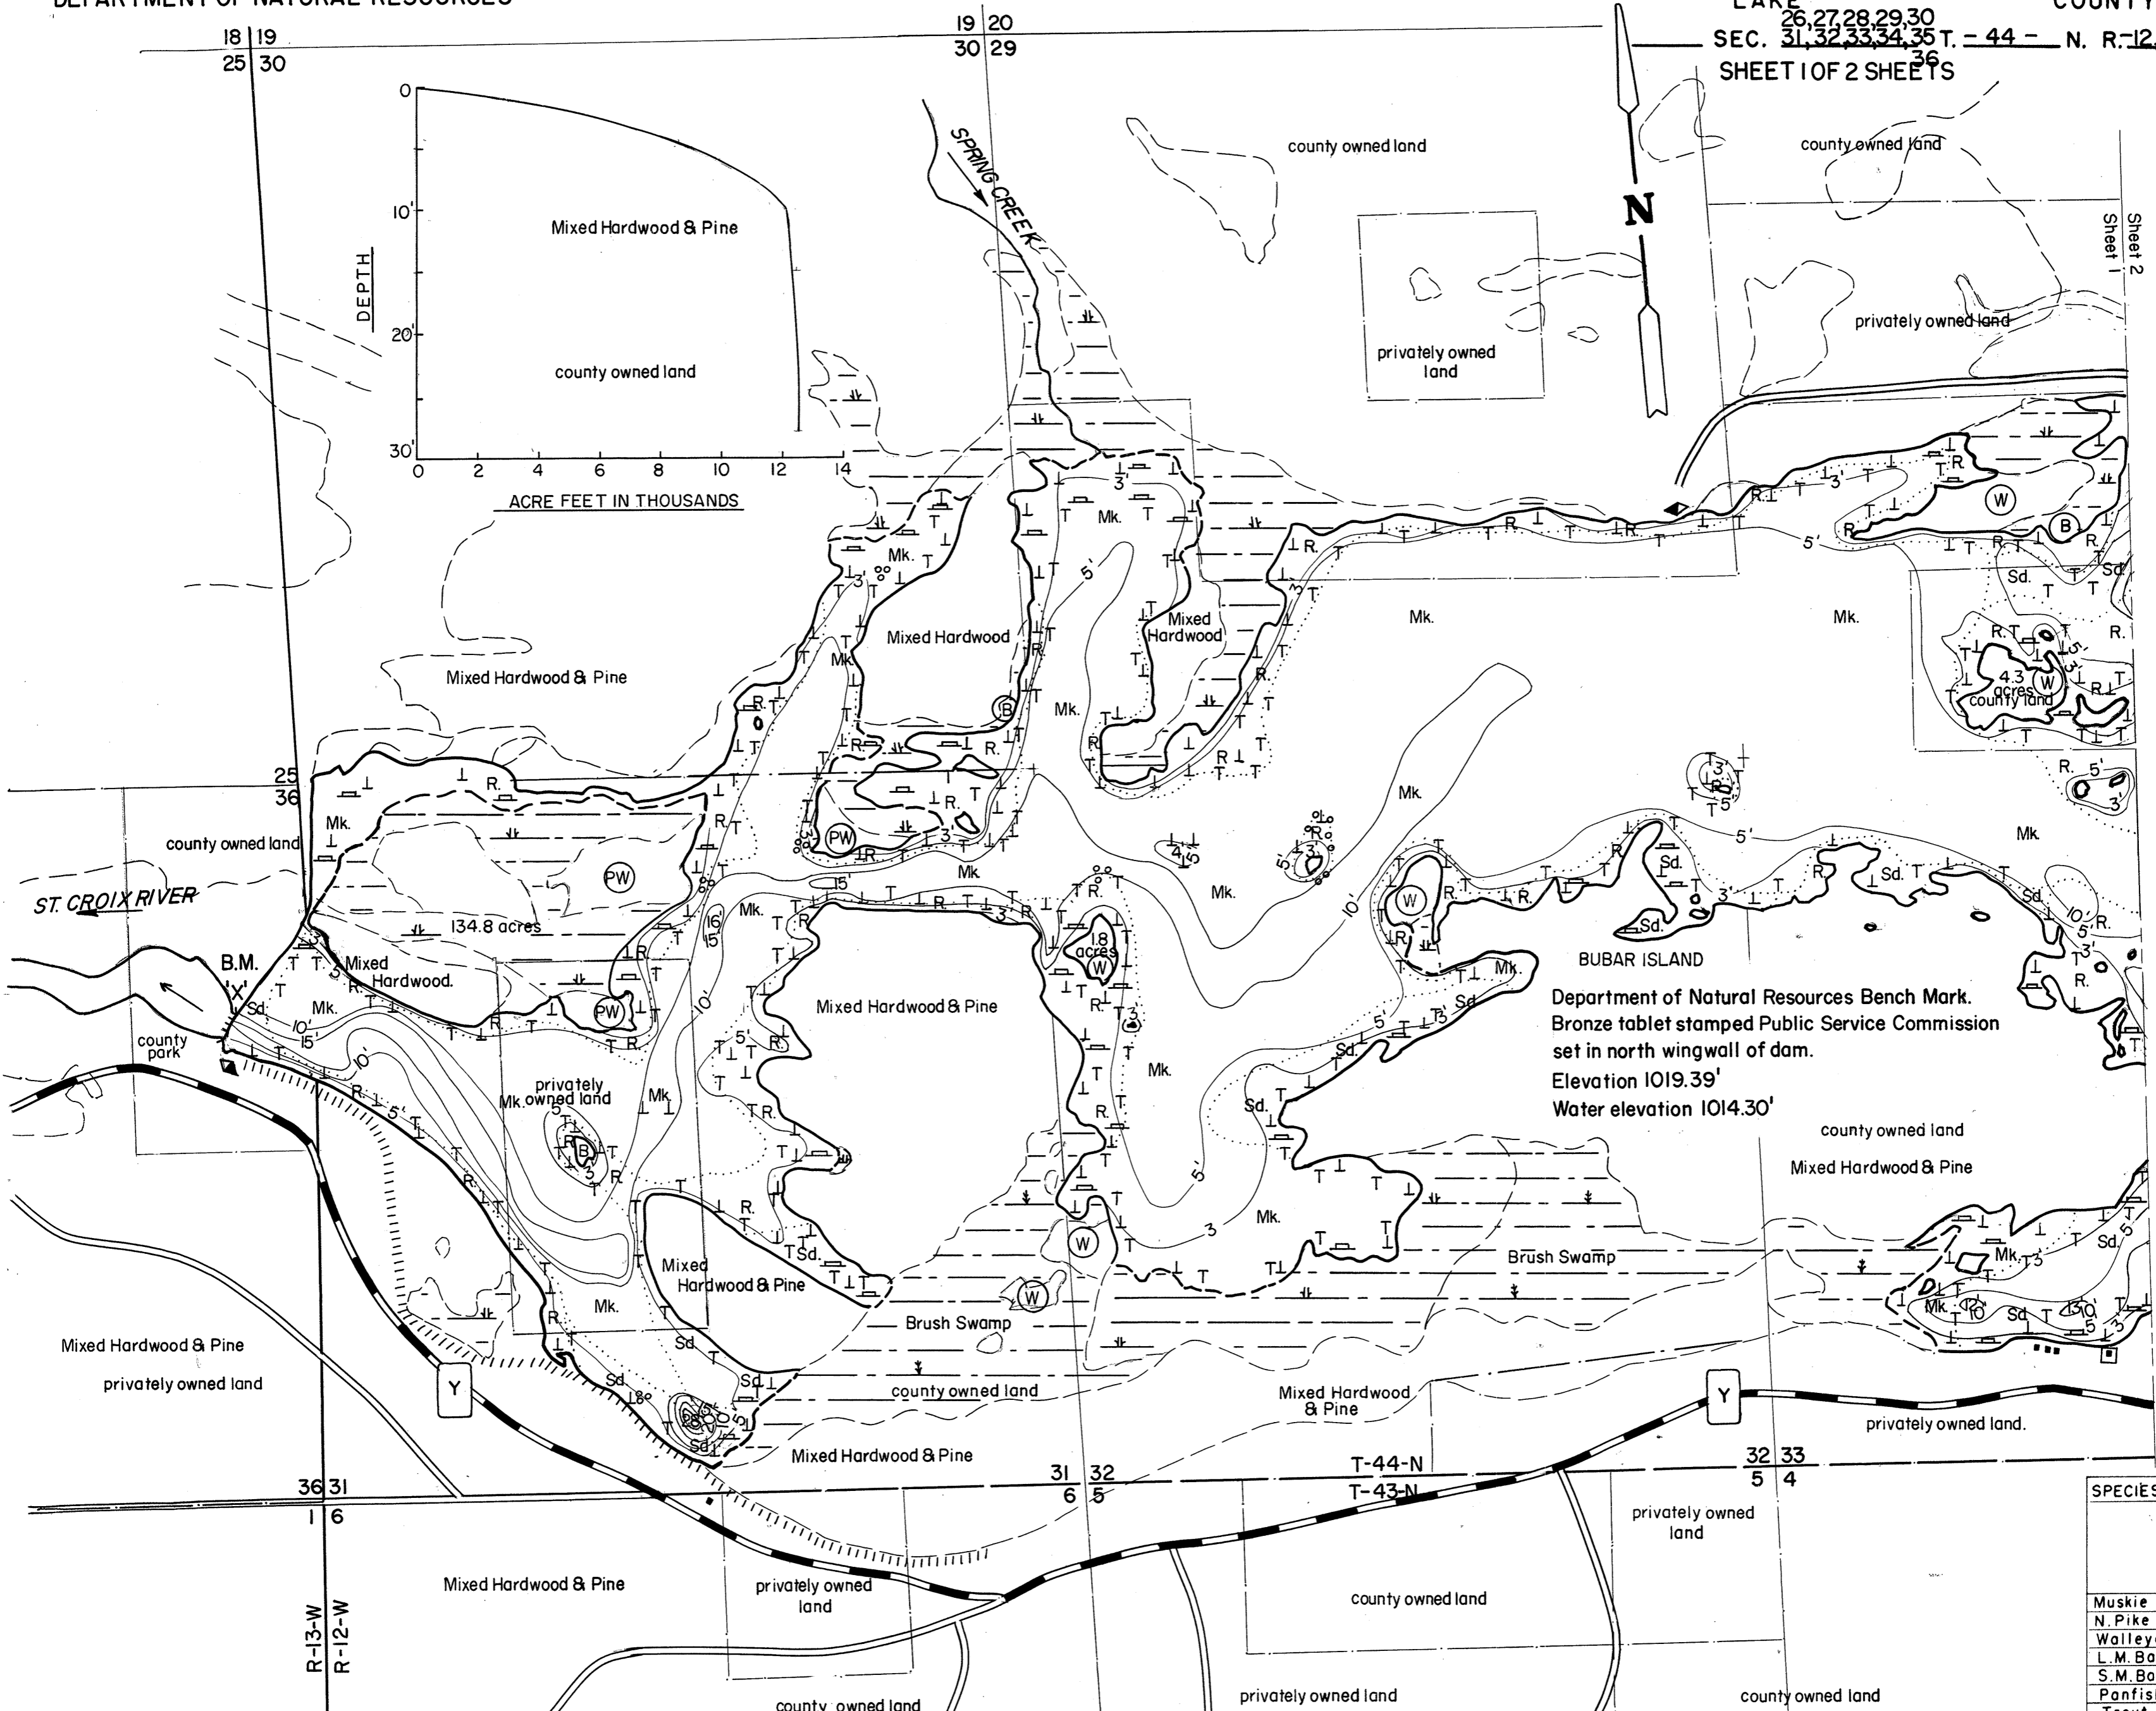 DEPARTMENT OF NATURAL RESOURCES
LAKE COUNTY
26,27,28,29,30
SEC. 31,32,33,34,35 T. - 44 - N. R.-12
36
SHEET 1 OF 2 SHEETS
18 19
25 30
19 20
30 29
0
10'
20'
30'
DEPTH
0 2 4 6 8 10 12 14
ACRE FEET IN THOUSANDS
Mixed Hardwood & Pine
county owned land
SPRING CREEK
county owned land
county owned land
N
Sheet 1
Sheet 2
privately owned
land
privately owned land
Mixed Hardwood
Mixed
Hardwood
Mixed Hardwood & Pine
4.3
acres
county land
25
36
county owned land
ST. CROIX RIVER
134.8 acres
PW
PW
PW
W
B
B
W
W
Mixed
Hardwood.
B.M.
'X'
county
park
privately
owned land
Mixed Hardwood & Pine
1.8
acres
W
BUBAR ISLAND
Department of Natural Resources Bench Mark.
Bronze tablet stamped Public Service Commission
set in north wingwall of dam.
Elevation 1019.39'
Water elevation 1014.30'
county owned land
Mixed Hardwood & Pine
B
Mixed
Hardwood & Pine
W
W
Brush Swamp
Brush Swamp
Mixed Hardwood & Pine
privately owned land
Y
county owned land
Mixed Hardwood
& Pine
Y
privately owned land.
Mixed Hardwood & Pine
36 31
1 6
31 32
6 5
T-44-N
T-43-N
32 33
5 4
SPECIES
privately owned
land
Mixed Hardwood & Pine
privately owned
land
county owned land
R-13-W
R-12-W
Muskie
N. Pike
Walley
L.M. Ba
S.M. Ba
Panfis
Trout
county owned land
privately owned land
county owned land